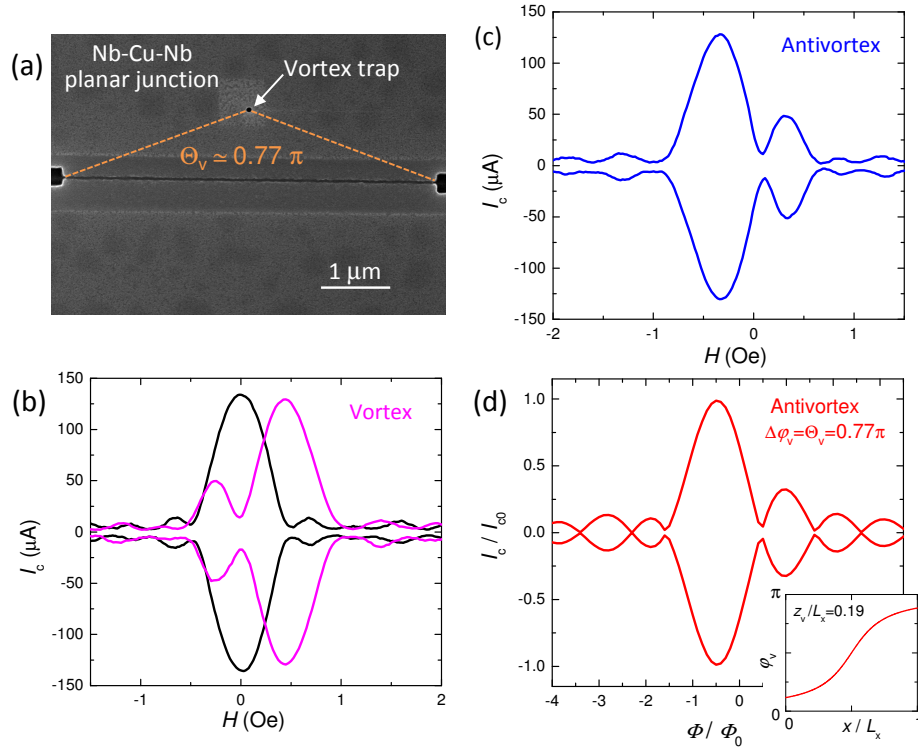 (a)
Nb-Cu-Nb
planar junction
Vortex trap
Θv ≃ 0.77 π
1 μm
(c)
Antivortex
150
100
50
0
-50
-100
-150
Ic (μA)
-2
-1
0
1
H (Oe)
(b)
Vortex
150
100
50
0
-50
-100
-150
Ic (μA)
-1
0
1
2
H (Oe)
(d)
Antivortex
Δφv=Θv=0.77π
1.0
0.5
0.0
-0.5
-1.0
Ic / Ic0
-4
-3
-2
-1
0
Φ / Φ0
π
zv/Lx=0.19
φv
0
0
x / Lx